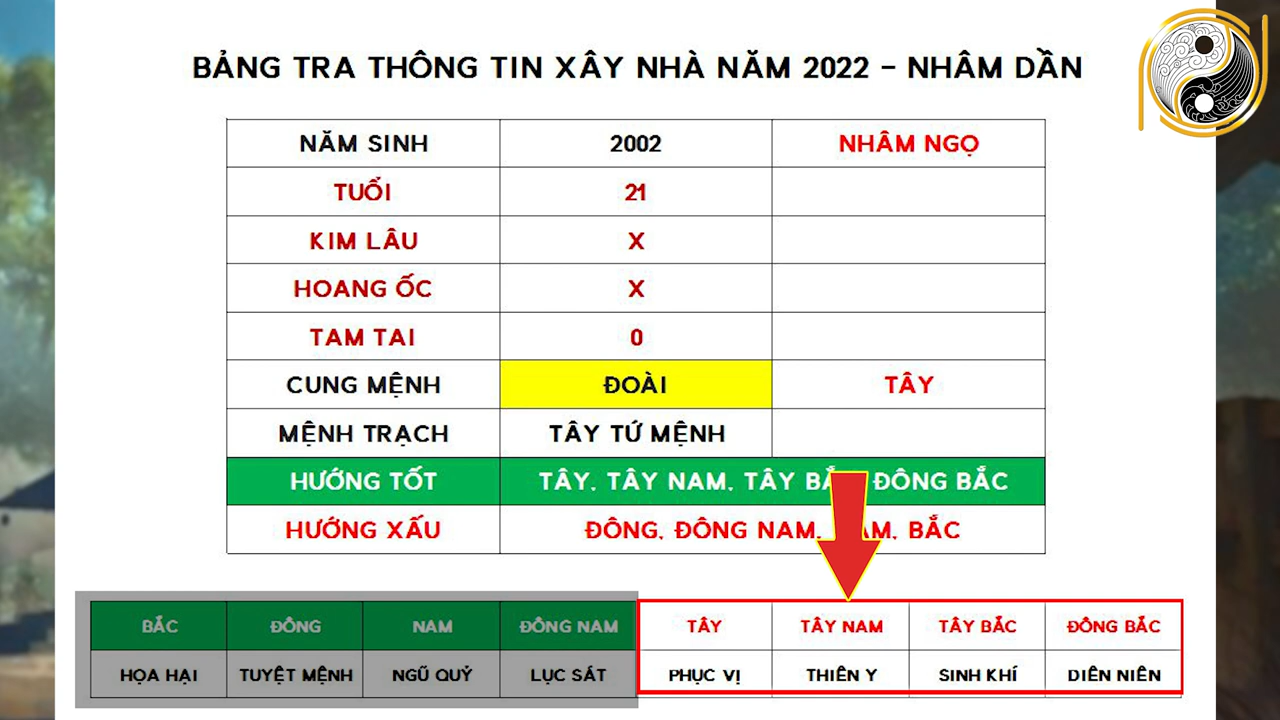 BẢNG TRA THÔNG TIN XÂY NHÀ NĂM 2022 - NHÂM DẦN
NĂM SINH 2002 NHÂM NGỌ
TUỔI 21
KIM LÂU X
HOANG ỐC X
TAM TAI 0
CUNG MỆNH ĐOÀI TÂY
MỆNH TRẠCH TÂY TỨ MỆNH
HƯỚNG TỐT TÂY, TÂY NAM, TÂY ĐÔNG BẮC
HƯỚNG XẤU ĐÔNG, ĐÔNG NAM, BẮC
BẮC ĐÔNG NAM ĐÔNG NAM TÂY TÂY NAM TÂY BẮC ĐÔNG BẮC
HỌA HẠI TUYỆT MỆNH NGŨ QUỶ LỤC SÁT PHỤC VỊ THIÊN Y SINH KHÍ DIÊN NIÊN